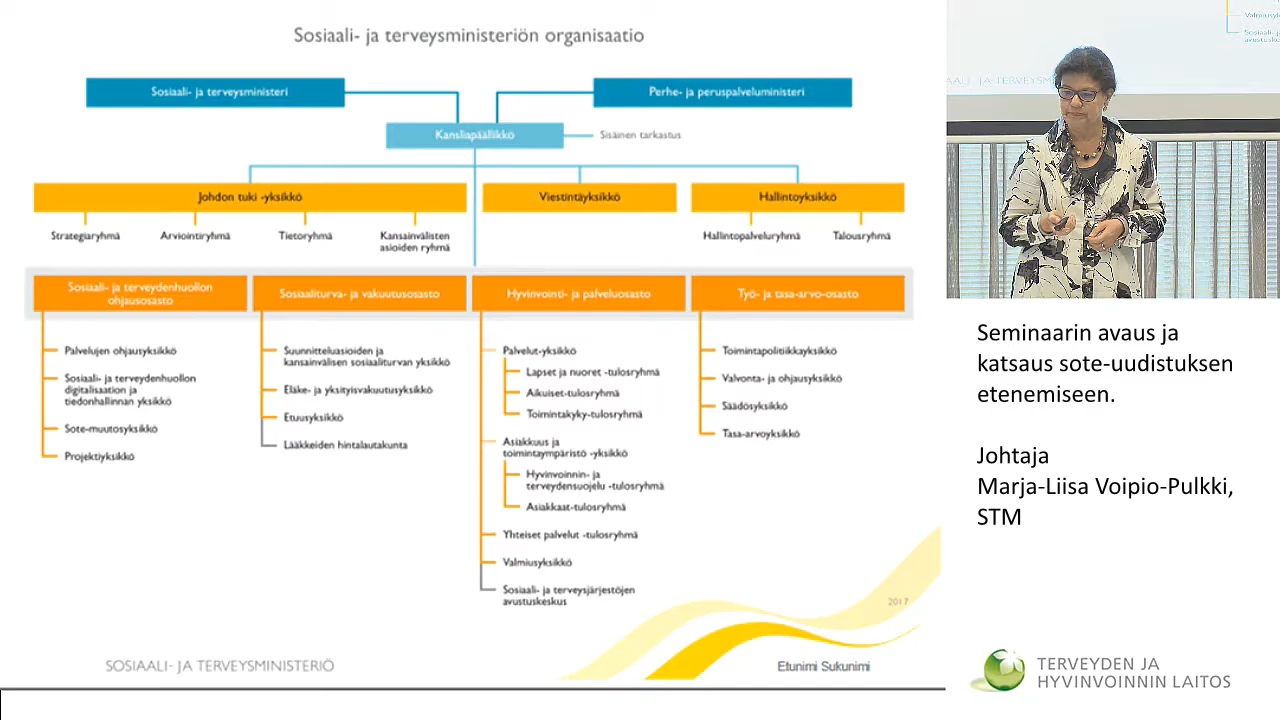 Sosiaali- ja terveysministeriön organisaatio
Sosiaali- ja terveysministeri
Perhe- ja peruspalveluministeri
Kansliapäällikkö
Sisäinen tarkastus
Johdon tuki -yksikkö
Viestintäyksikkö
Hallintoyksikkö
Strategiaryhmä
Arviointiryhmä
Tietoryhmä
Kansainvälisten
asioiden ryhmä
Hallintopalveluryhmä
Talousryhmä
Sosiaali- ja terveydenhuollon
ohjausosasto
Sosiaaliturva- ja vakuutusosasto
Hyvinvointi- ja palveluosasto
Työ- ja tasa-arvo-osasto
Palvelujen ohjausyksikkö
Sosiaali- ja terveydenhuollon
digitalisaation ja
tiedonhallinnan yksikkö
Sote-muutosyksikkö
Projektiyksikkö
Suunnitteluasioiden ja
kansainvälisen sosiaaliturvan yksikkö
Eläke- ja yksityisvakuutusyksikkö
Etuusyksikkö
Lääkkeiden hintalautakunta
Palvelut-yksikkö
Lapset ja nuoret -tulosryhmä
Aikuiset-tulosryhmä
Toimintakyky-tulosryhmä
Asiakkuus ja
toimintaympäristö -yksikkö
Hyvinvoinnin- ja
terveydensuojelu -tulosryhmä
Asiakkaat-tulosryhmä
Yhteiset palvelut -tulosryhmä
Valmiusyksikkö
Sosiaali- ja terveysjärjestöjen
avustuskeskus
Toimintapolitiikkayksikkö
Valvonta- ja ohjausyksikkö
Säädösyksikkö
Tasa-arvoyksikkö
2017
SOSIAALI- JA TERVEYSMINISTERIÖ
Etunimi Sukunimi
Seminaarin avaus ja
katsaus sote-uudistuksen
etenemiseen.
Johtaja
Marja-Liisa Voipio-Pulkki,
STM
TERVEYDEN JA
HYVINVOINNIN LAITOS